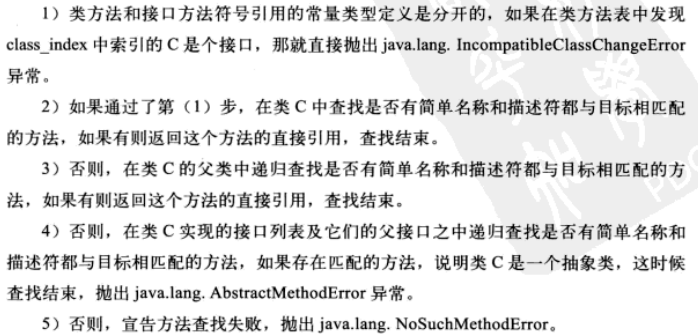 1）类方法和接口方法符号引用的常量类型定义是分开的，如果在类方法表中发现
class_index 中索引的 C 是个接口，那就直接抛出 java.lang. IncompatibleClassChangeError
异常。
2）如果通过了第（1）步，在类 C 中查找是否有简单名称和描述符都与目标相匹配
的方法，如果有则返回这个方法的直接引用，查找结束。
3）否则，在类 C 的父类中递归查找是否有简单名称和描述符都与目标相匹配的方
法，如果有则返回这个方法的直接引用，查找结束。
4）否则，在类 C 实现的接口列表及它们的父接口之中递归查找是否有简单名称和
描述符都与目标相匹配的方法，如果存在匹配的方法，说明类 C 是一个抽象类，这时候
查找结束，抛出 java.lang. AbstractMethodError 异常。
5）否则，宣告方法查找失败，抛出 java.lang. NoSuchMethodError。